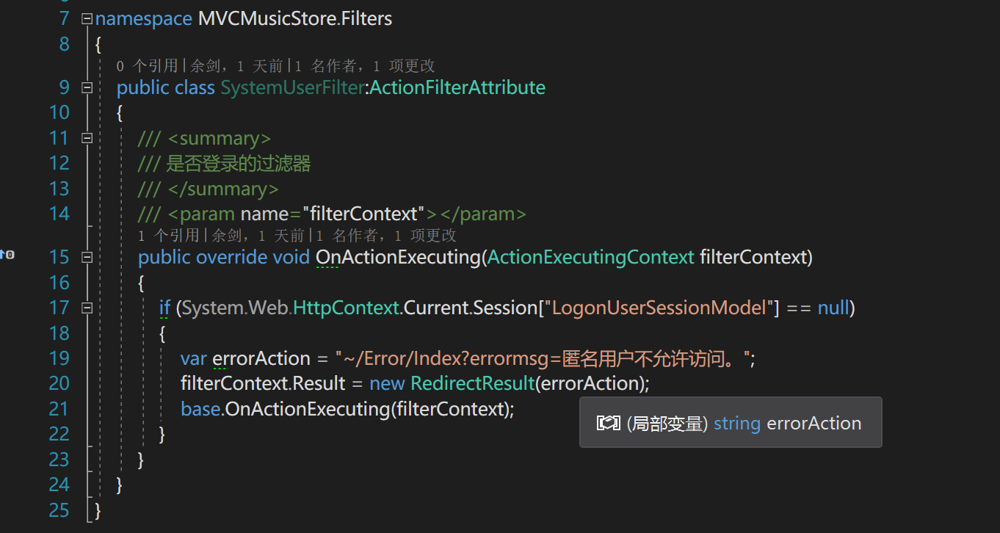 7 namespace MVCMusicStore.Filters
8 {
0 个引用|余剑，1 天前|1 名作者，1 项更改
9 public class SystemUserFilter:ActionFilterAttribute
10 {
11 /// <summary>
12 /// 是否登录的过滤器
13 /// </summary>
14 /// <param name="filterContext"></param>
1 个引用|余剑，1 天前|1 名作者，1 项更改
15 public override void OnActionExecuting(ActionExecutingContext filterContext)
16 {
17 if (System.Web.HttpContext.Current.Session["LogonUserSessionModel"] == null)
18 {
19 var errorAction = "~/Error/Index?errormsg=匿名用户不允许访问。";
20 filterContext.Result = new RedirectResult(errorAction);
21 base.OnActionExecuting(filterContext);
(局部变量) string errorAction
22 }
23 }
24 }
25 }